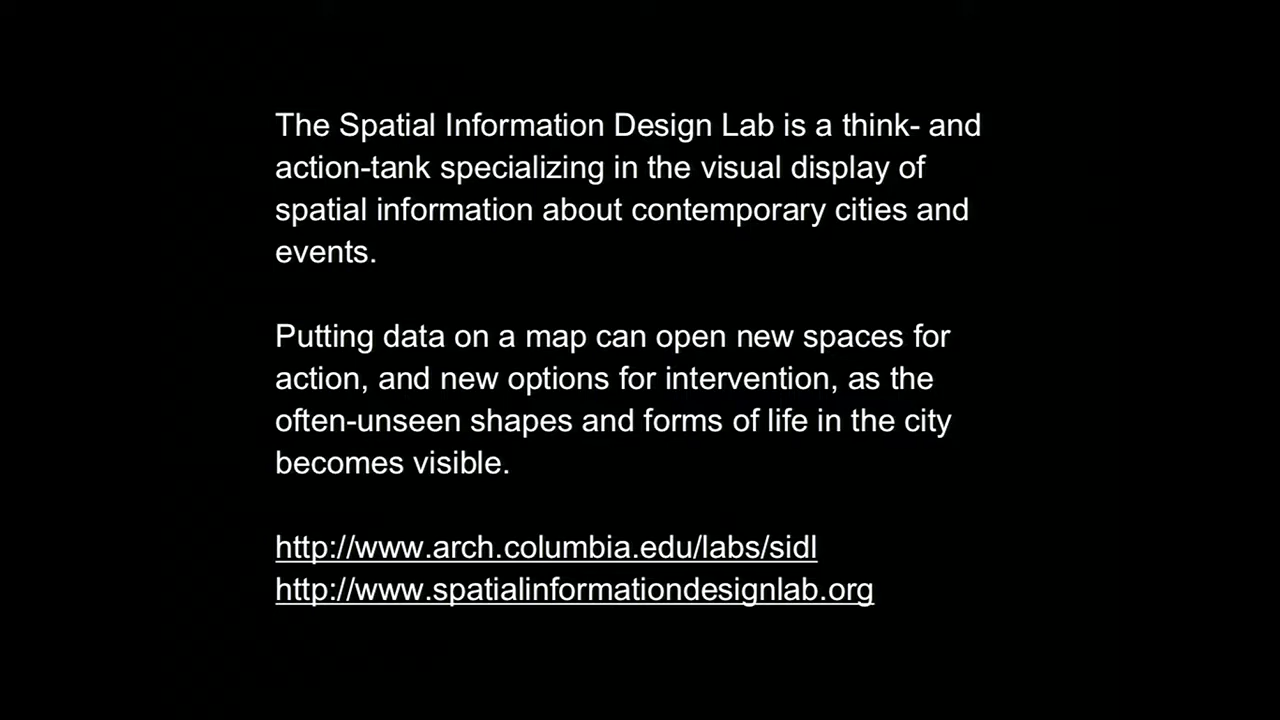 The Spatial Information Design Lab is a think- and
action-tank specializing in the visual display of
spatial information about contemporary cities and
events.
Putting data on a map can open new spaces for
action, and new options for intervention, as the
often-unseen shapes and forms of life in the city
becomes visible.
http://www.arch.columbia.edu/labs/sidl
http://www.spatialinformationdesignlab.org